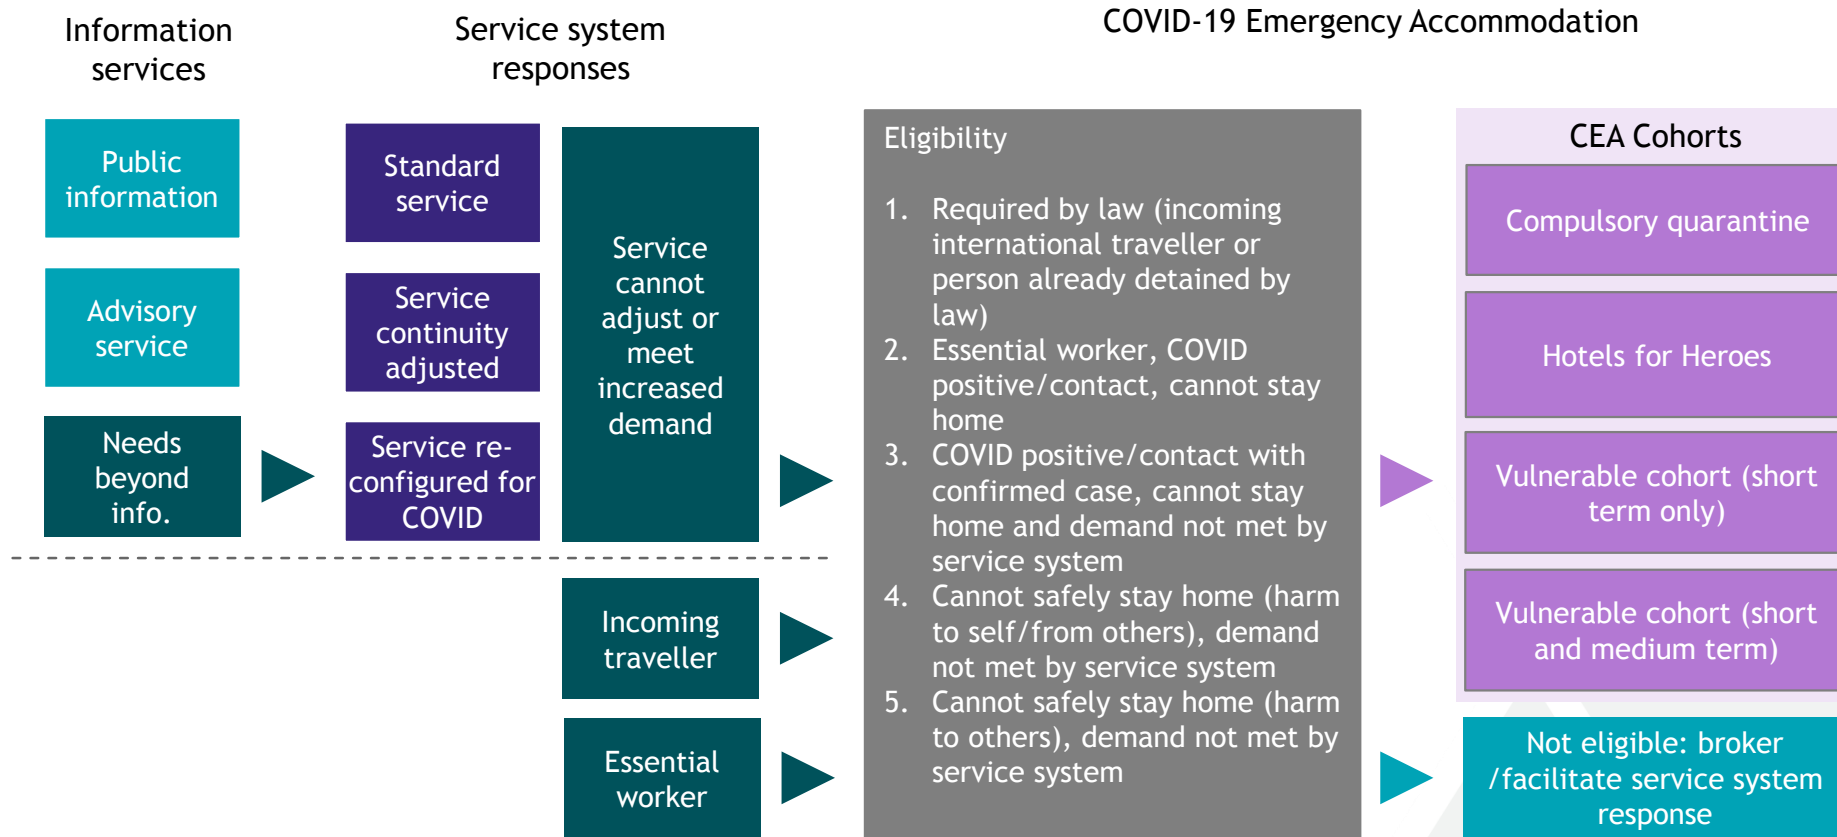 Information
services
Service system
responses
COVID-19 Emergency Accommodation
Public
information
Advisory
service
Needs
beyond
info.
Standard
service
Service
continuity
adjusted
Service re-
configured for
COVID
Service
cannot
adjust or
meet
increased
demand
Incoming
traveller
Essential
worker
Eligibility
1. Required by law (incoming
international traveller or
person already detained by
law)
2. Essential worker, COVID
positive/contact, cannot stay
home
3. COVID positive/contact with
confirmed case, cannot stay
home and demand not met by
service system
4. Cannot safely stay home (harm
to self/from others), demand
not met by service system
5. Cannot safely stay home (harm
to others), demand not met by
service system
CEA Cohorts
Compulsory quarantine
Hotels for Heroes
Vulnerable cohort (short
term only)
Vulnerable cohort (short
and medium term)
Not eligible: broker
/facilitate service system
response